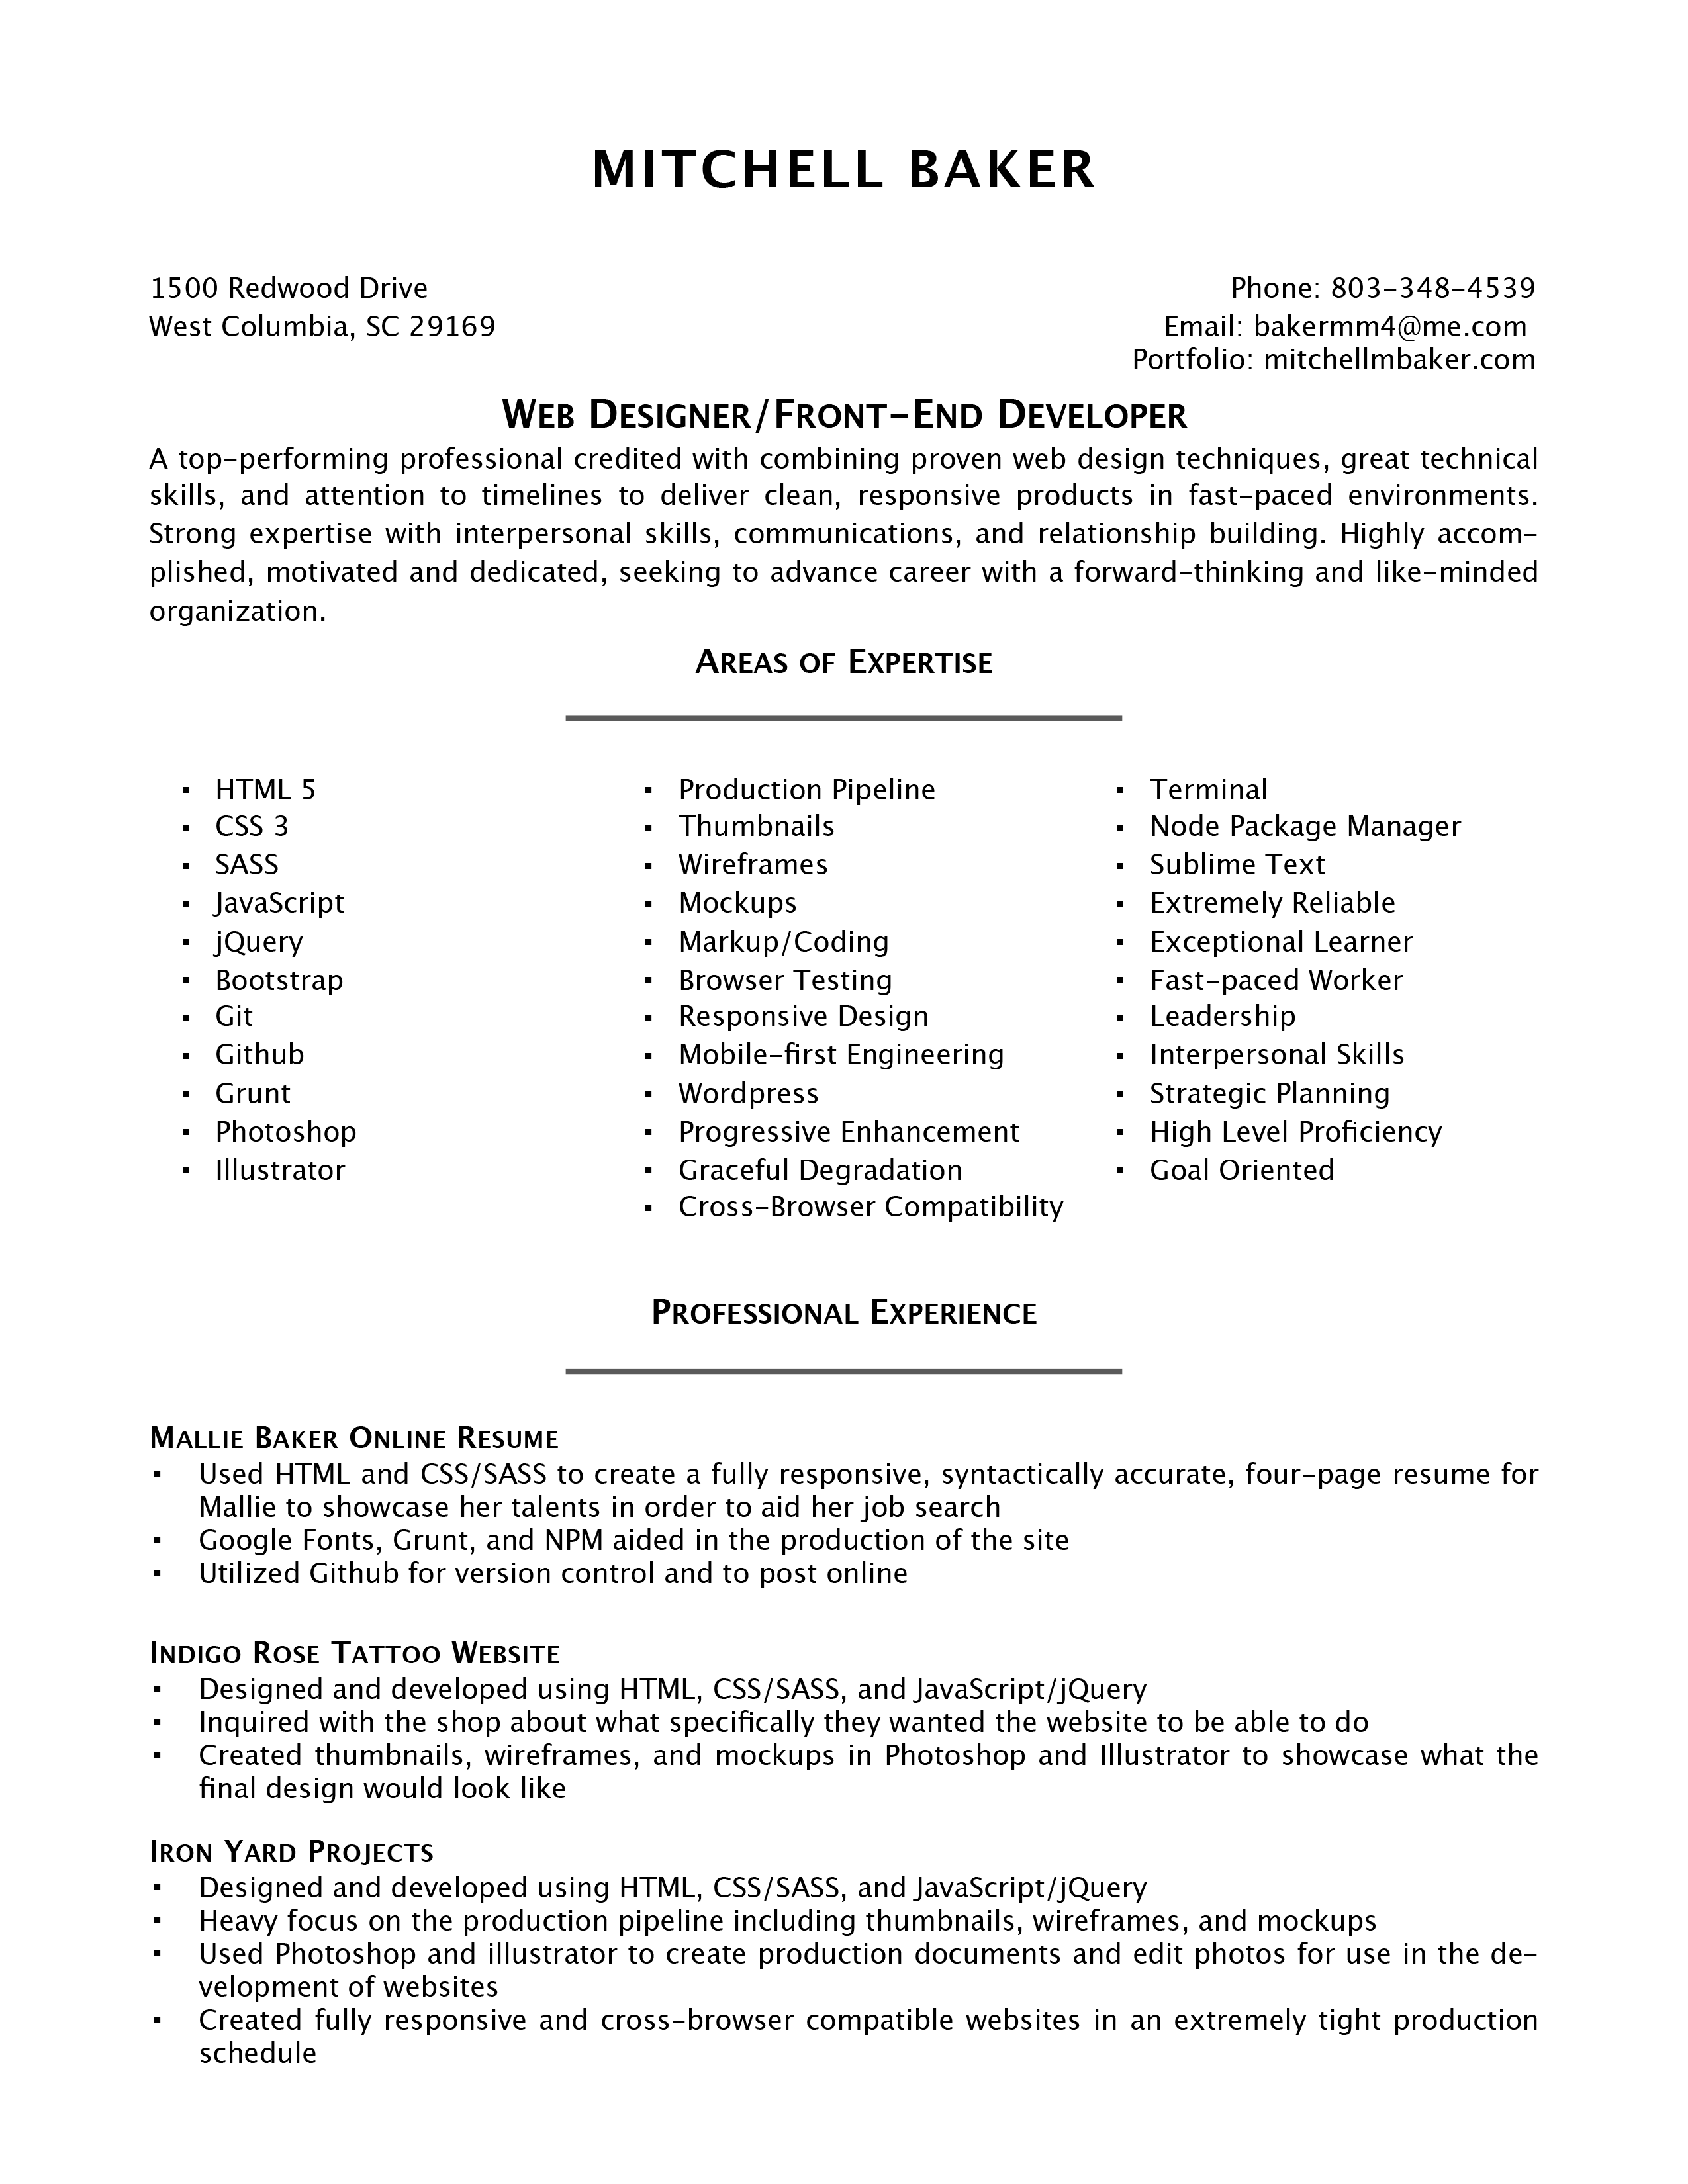 MITCHELL BAKER
1500 Redwood Drive
West Columbia, SC 29169
Phone: 803-348-4539
Email: bakermm4@me.com
Portfolio: mitchellmbaker.com
WEB DESIGNER/FRONT-END DEVELOPER
A top-performing professional credited with combining proven web design techniques, great technical
skills, and attention to timelines to deliver clean, responsive products in fast-paced environments.
Strong expertise with interpersonal skills, communications, and relationship building. Highly accom-
plished, motivated and dedicated, seeking to advance career with a forward-thinking and like-minded
organization.
AREAS OF EXPERTISE
▪ HTML 5
▪ CSS 3
▪ SASS
▪ JavaScript
▪ jQuery
▪ Bootstrap
▪ Git
▪ Github
▪ Grunt
▪ Photoshop
▪ Illustrator
▪ Production Pipeline
▪ Thumbnails
▪ Wireframes
▪ Mockups
▪ Markup/Coding
▪ Browser Testing
▪ Responsive Design
▪ Mobile-first Engineering
▪ Wordpress
▪ Progressive Enhancement
▪ Graceful Degradation
▪ Cross-Browser Compatibility
▪ Terminal
▪ Node Package Manager
▪ Sublime Text
▪ Extremely Reliable
▪ Exceptional Learner
▪ Fast-paced Worker
▪ Leadership
▪ Interpersonal Skills
▪ Strategic Planning
▪ High Level Proficiency
▪ Goal Oriented
PROFESSIONAL EXPERIENCE
MALLIE BAKER ONLINE RESUME
▪ Used HTML and CSS/SASS to create a fully responsive, syntactically accurate, four-page resume for
Mallie to showcase her talents in order to aid her job search
▪ Google Fonts, Grunt, and NPM aided in the production of the site
▪ Utilized Github for version control and to post online
INDIGO ROSE TATTOO WEBSITE
▪ Designed and developed using HTML, CSS/SASS, and JavaScript/jQuery
▪ Inquired with the shop about what specifically they wanted the website to be able to do
▪ Created thumbnails, wireframes, and mockups in Photoshop and Illustrator to showcase what the
final design would look like
IRON YARD PROJECTS
▪ Designed and developed using HTML, CSS/SASS, and JavaScript/jQuery
▪ Heavy focus on the production pipeline including thumbnails, wireframes, and mockups
▪ Used Photoshop and illustrator to create production documents and edit photos for use in the de-
velopment of websites
▪ Created fully responsive and cross-browser compatible websites in an extremely tight production
schedule